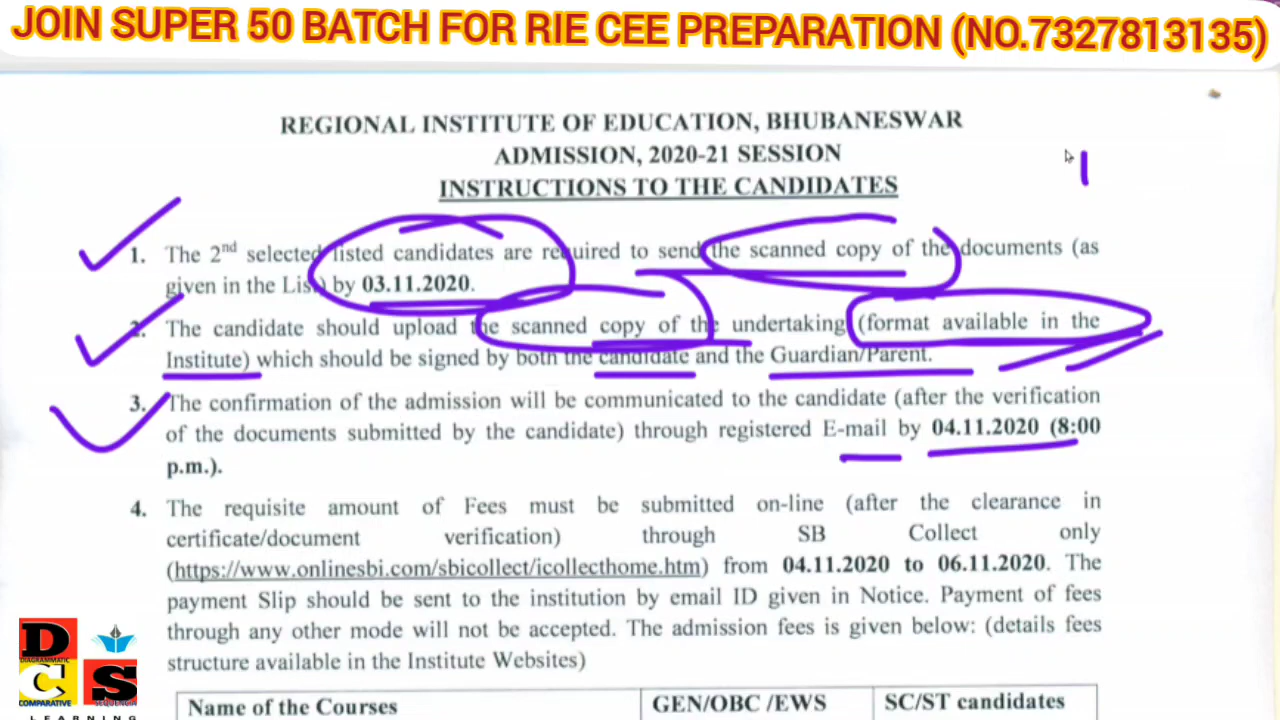 JOIN SUPER 50 BATCH FOR RIE CEE PREPARATION (NO.7327813135)
REGIONAL INSTITUTE OF EDUCATION, BHUBANESWAR
ADMISSION, 2020-21 SESSION
INSTRUCTIONS TO THE CANDIDATES
1. The 2nd selected listed candidates are required to send the scanned copy of the documents (as
given in the List) by 03.11.2020.
2. The candidate should upload the scanned copy of the undertaking (format available in the
Institute) which should be signed by both the candidate and the Guardian/Parent.
3. The confirmation of the admission will be communicated to the candidate (after the verification
of the documents submitted by the candidate) through registered E-mail by 04.11.2020 (8:00
p.m.).
4. The requisite amount of Fees must be submitted on-line (after the clearance in
certificate/document verification) through SB Collect only
(https://www.onlinesbi.com/sbicollect/icollecthome.htm) from 04.11.2020 to 06.11.2020. The
payment Slip should be sent to the institution by email ID given in Notice. Payment of fees
through any other mode will not be accepted. The admission fees is given below: (details fees
structure available in the Institute Websites)
Name of the Courses GEN/OBC /EWS SC/ST candidates
D
DIAGRAMMATIC
C S
COMPARATIVE
LEARNING